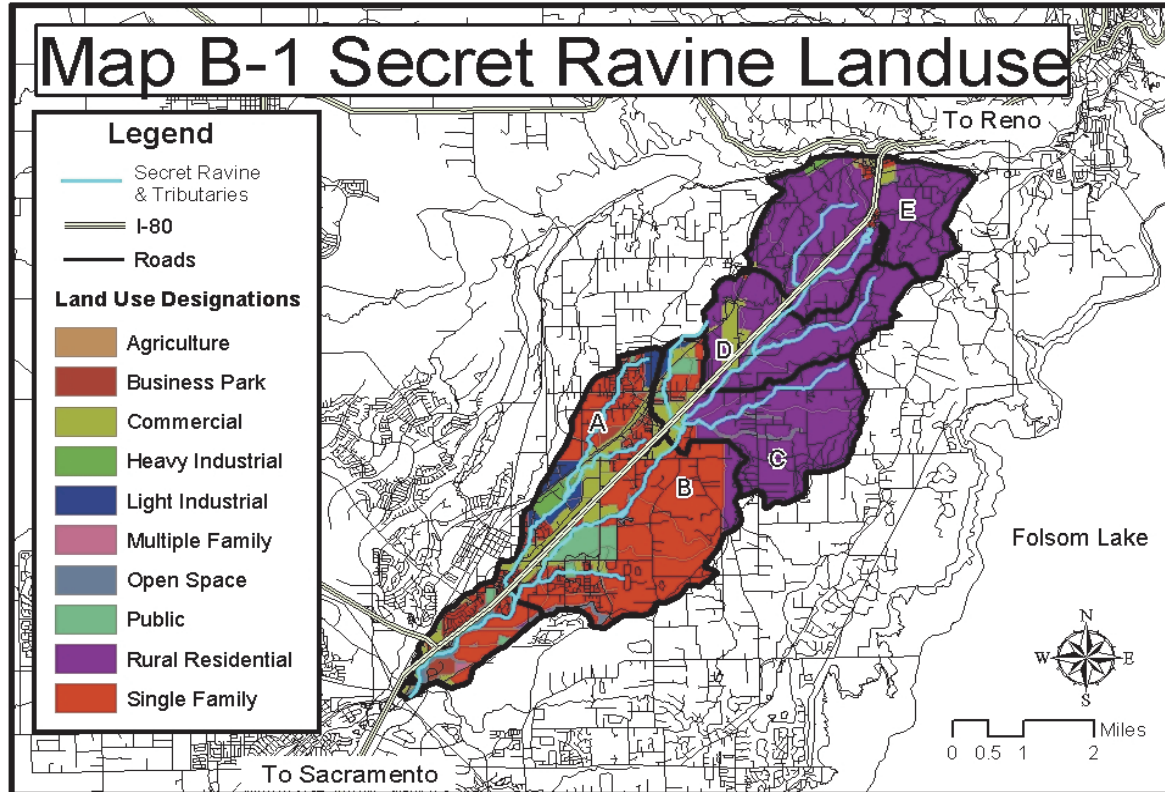 Map B-1 Secret Ravine Landuse
Legend
Secret Ravine
& Tributaries
I-80
Roads
Land Use Designations
Agriculture
Business Park
Commercial
Heavy Industrial
Light Industrial
Multiple Family
Open Space
Public
Rural Residential
Single Family
To Reno
E
D
A
C
B
Folsom Lake
N
W
E
S
Miles
0 0.5 1 2
To Sacramento